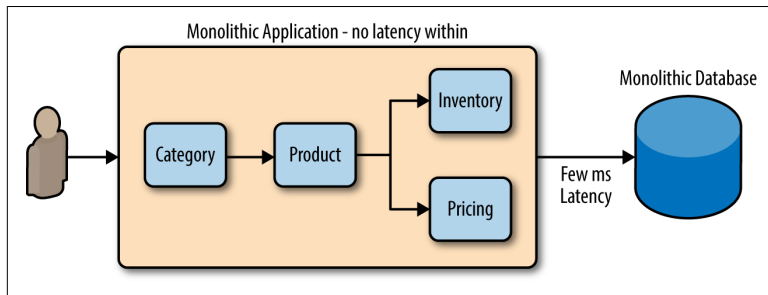 Monolithic Application - no latency within
Monolithic Database
Inventory
Category
Product
Pricing
Few ms
Latency